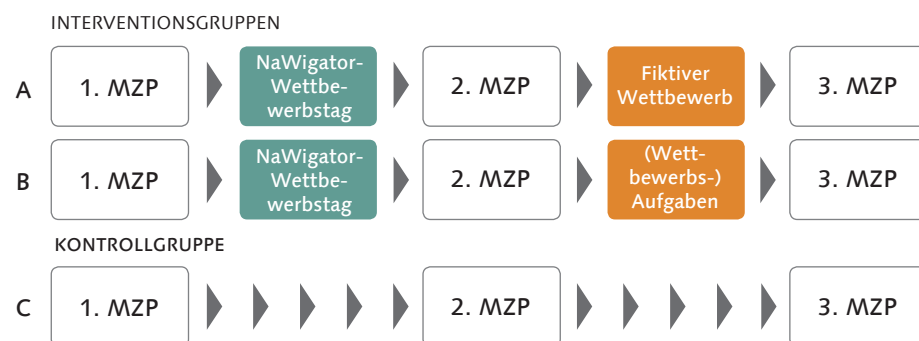 INTERVENTIONSGRUPPEN
A
1. MZP
NaWigator-
Wettbe-
werbstag
2. MZP
Fiktiver
Wettbewerb
3. MZP
B
1. MZP
NaWigator-
Wettbe-
werbstag
2. MZP
(Wett-
bewerbs-)
Aufgaben
3. MZP
KONTROLLGRUPPE
C
1. MZP
2. MZP
3. MZP